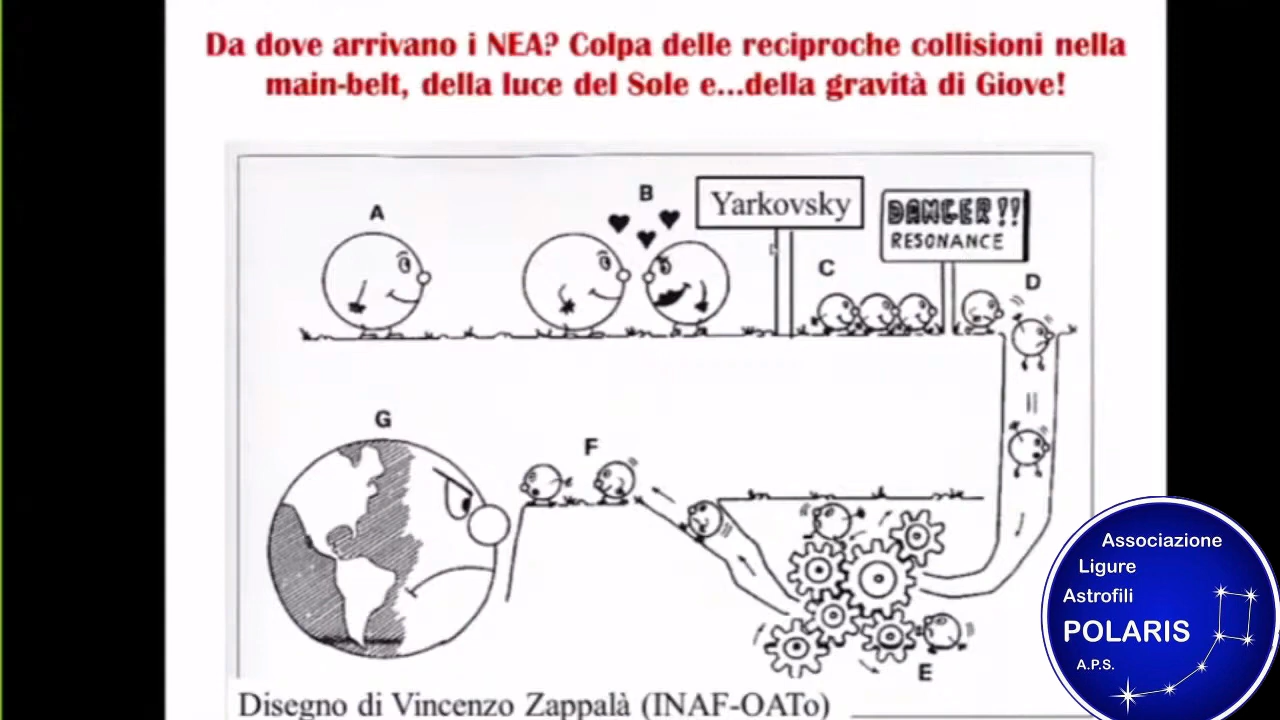 Da dove arrivano i NEA? Colpa delle reciproche collisioni nella
main-belt, della luce del Sole e...della gravità di Giove!
A
B
Yarkovsky
DANGER!!
RESONANCE
C
D
G
F
E
Disegno di Vincenzo Zappalà (INAF-OATo)
Associazione
Ligure
Astrofili
POLARIS
A.P.S.